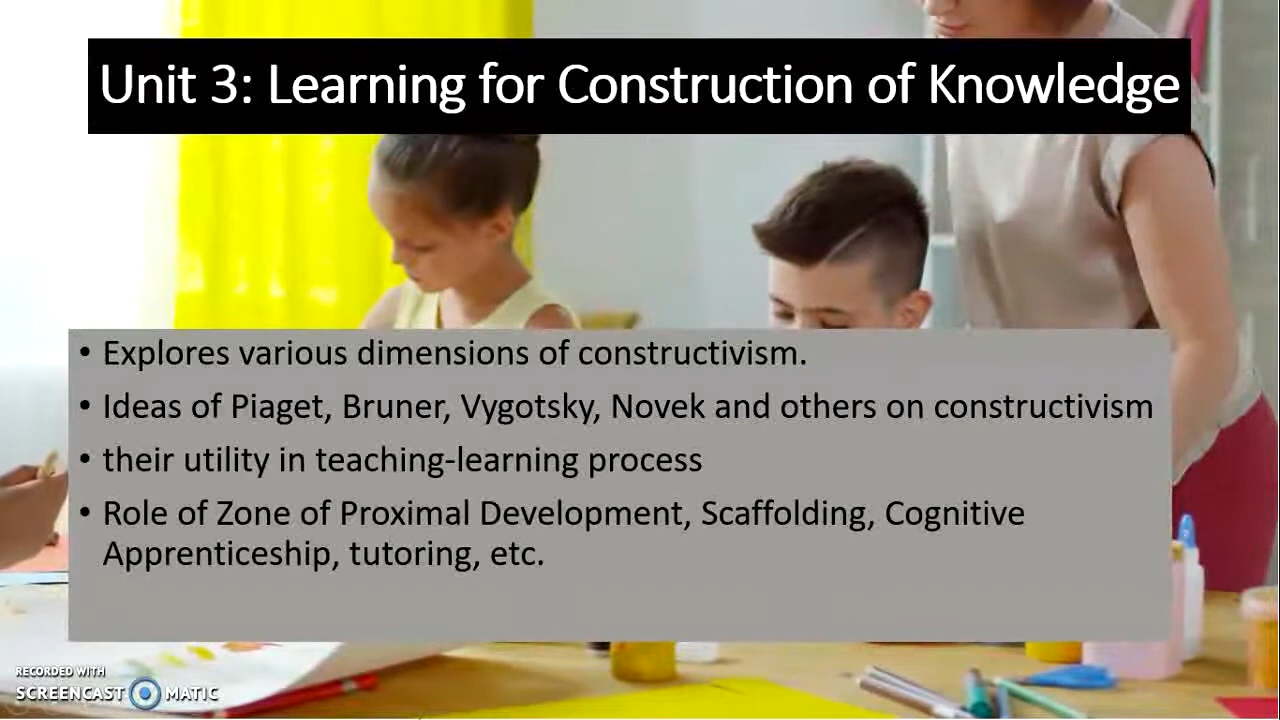 Unit 3: Learning for Construction of Knowledge
• Explores various dimensions of constructivism.
• Ideas of Piaget, Bruner, Vygotsky, Novek and others on constructivism
• their utility in teaching-learning process
• Role of Zone of Proximal Development, Scaffolding, Cognitive
Apprenticeship, tutoring, etc.
RECORDED WITH
SCREENCAST MATIC